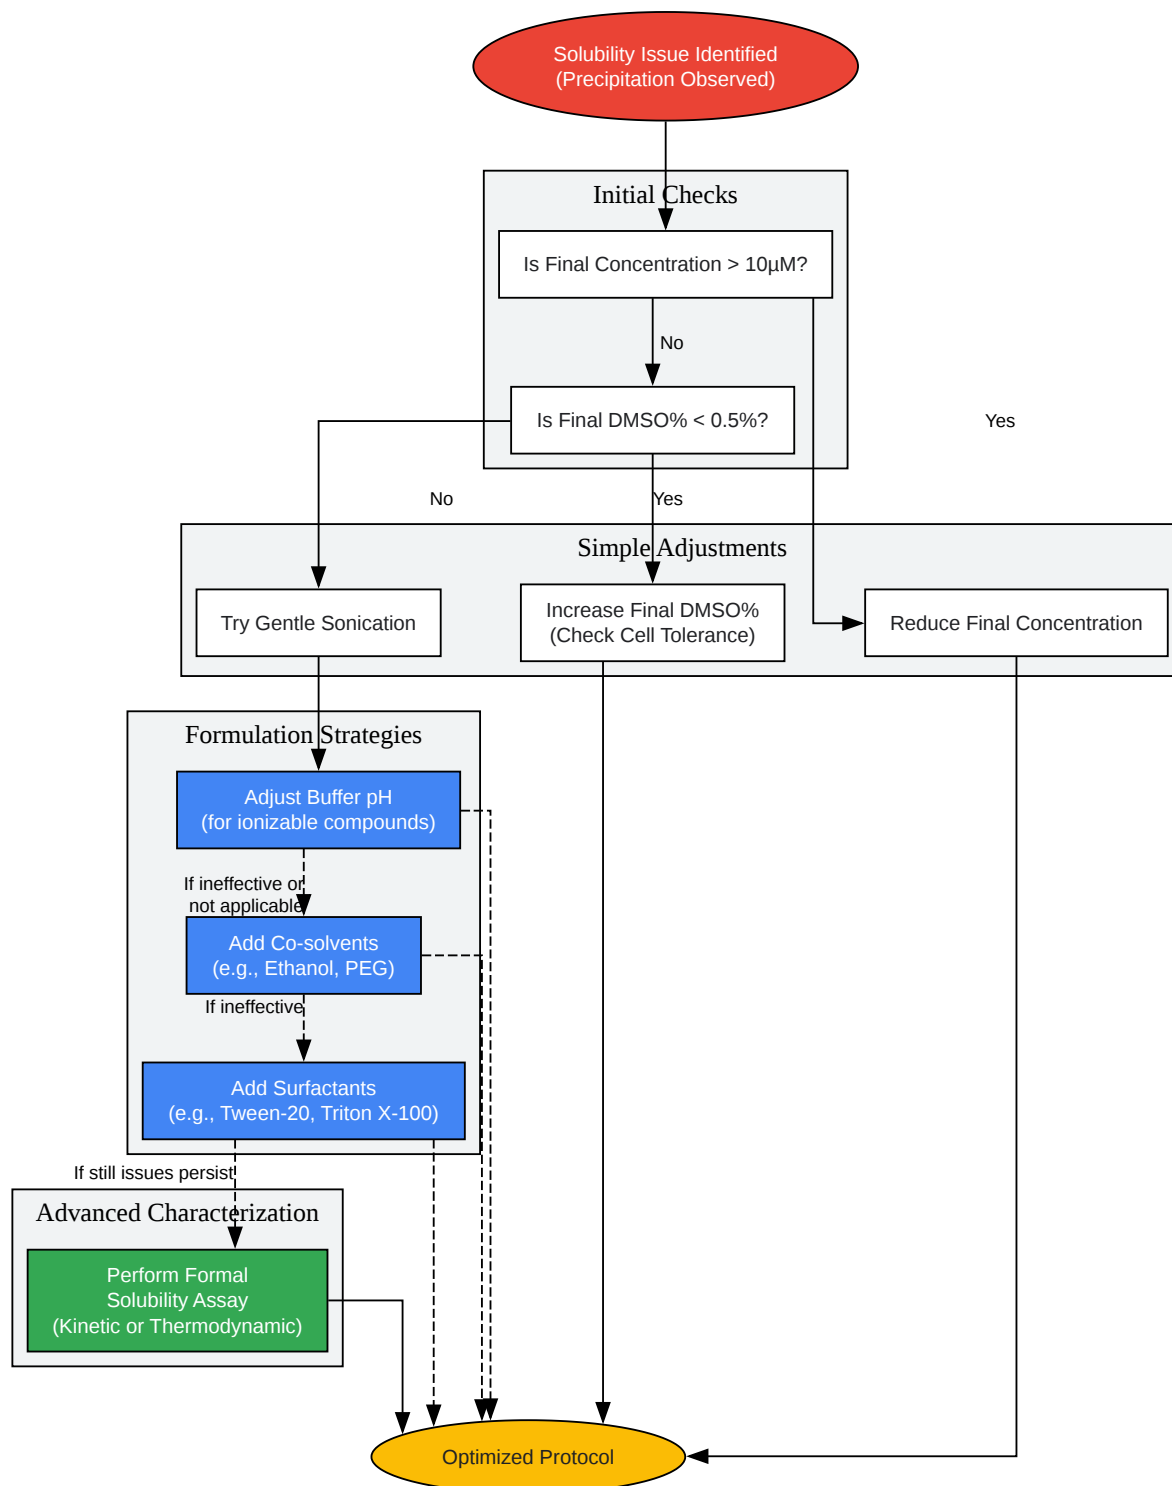 Solubility Issue Identified
(Precipitation Observed)
Initial Checks
Is Final Concentration > 10µM?
No
Is Final DMSO% < 0.5%?
Yes
No
Yes
Simple Adjustments
Try Gentle Sonication
Increase Final DMSO%
(Check Cell Tolerance)
Reduce Final Concentration
Formulation Strategies
Adjust Buffer pH
(for ionizable compounds)
If ineffective or
not applicable
Add Co-solvents
(e.g., Ethanol, PEG)
If ineffective
Add Surfactants
(e.g., Tween-20, Triton X-100)
If still issues persist
Advanced Characterization
Perform Formal
Solubility Assay
(Kinetic or Thermodynamic)
Optimized Protocol